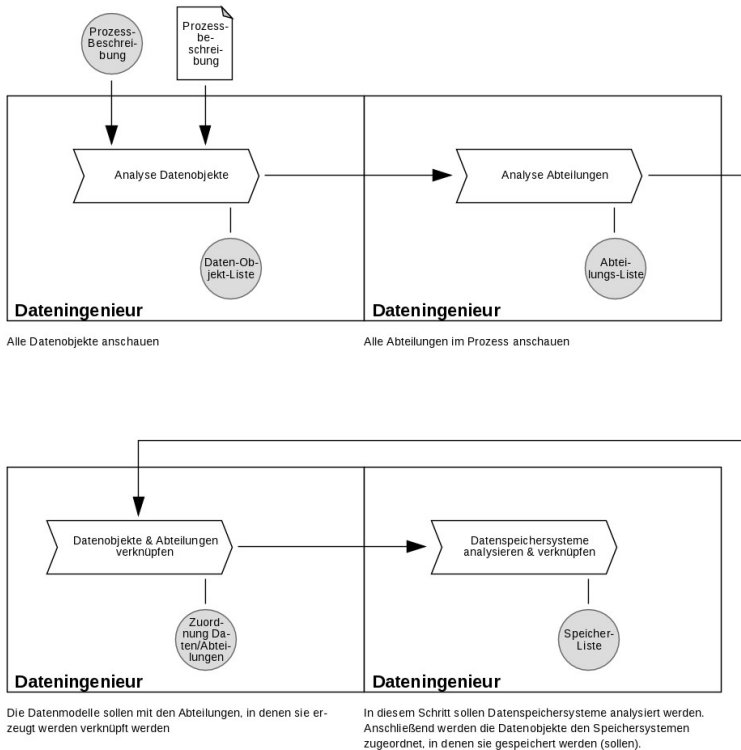 Prozess-
Beschrei-
bung
Prozess-
be-
schrei-
bung
Analyse Datenobjekte
Daten-Ob-
jekt-Liste
Dateningenieur
Alle Datenobjekte anschauen
Analyse Abteilungen
Abtei-
lungs-Liste
Dateningenieur
Alle Abteilungen im Prozess anschauen
Datenobjekte & Abteilungen
verknüpfen
Zuord-
nung Da-
ten/Abtei-
lungen
Dateningenieur
Die Datenmodelle sollen mit den Abteilungen, in denen sie er-
zeugt werden verknüpft werden
Datenspeichersysteme
analysieren & verknüpfen
Speicher-
Liste
Dateningenieur
In diesem Schritt sollen Datenspeichersysteme analysiert werden.
Anschließend werden die Datenobjekte den Speichersystemen
zugeordnet, in denen sie gespeichert werden (sollen).